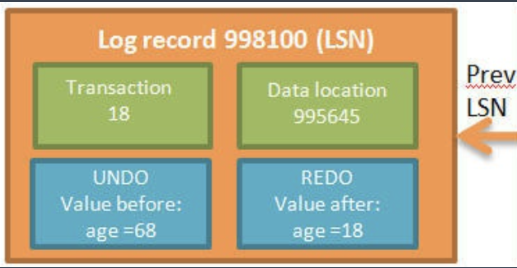 Log record 998100 (LSN)
Transaction
18
Data location
995645
UNDO
Value before:
age =68
REDO
Value after:
age =18
Prev
LSN